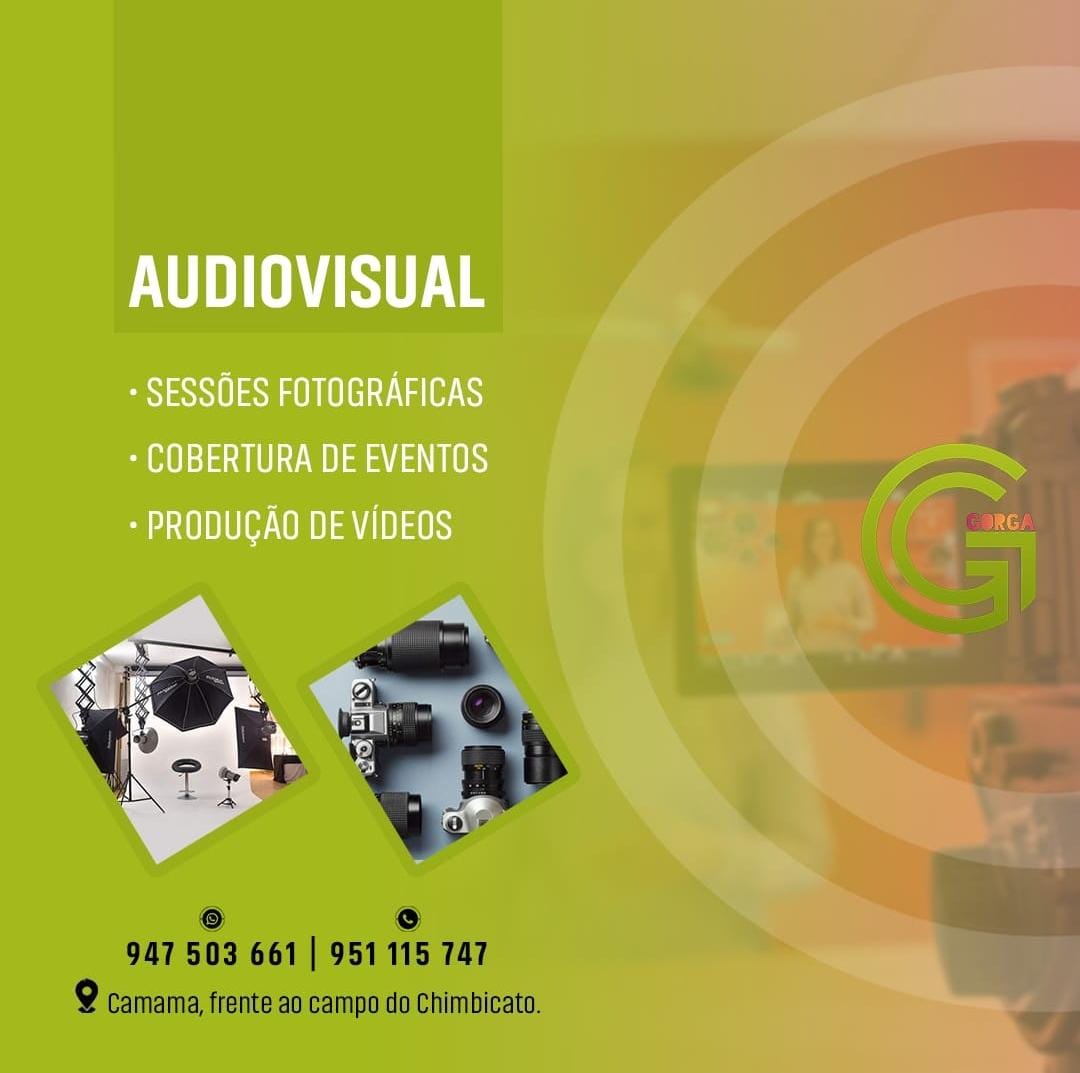 AUDIOVISUAL
• SESSÕES FOTOGRÁFICAS
• COBERTURA DE EVENTOS
• PRODUÇÃO DE VÍDEOS
GORGA
947 503 661 | 951 115 747
Camama, frente ao campo do Chimbicato.